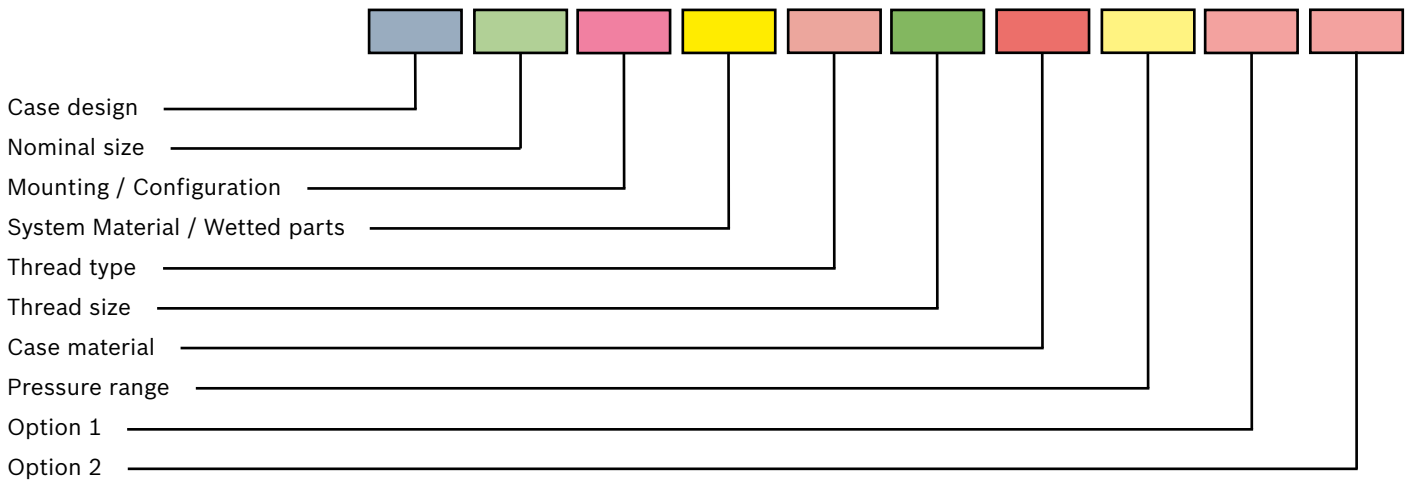 Case design
Nominal size
Mounting / Configuration
System Material / Wetted parts
Thread type
Thread size
Case material
Pressure range
Option 1
Option 2